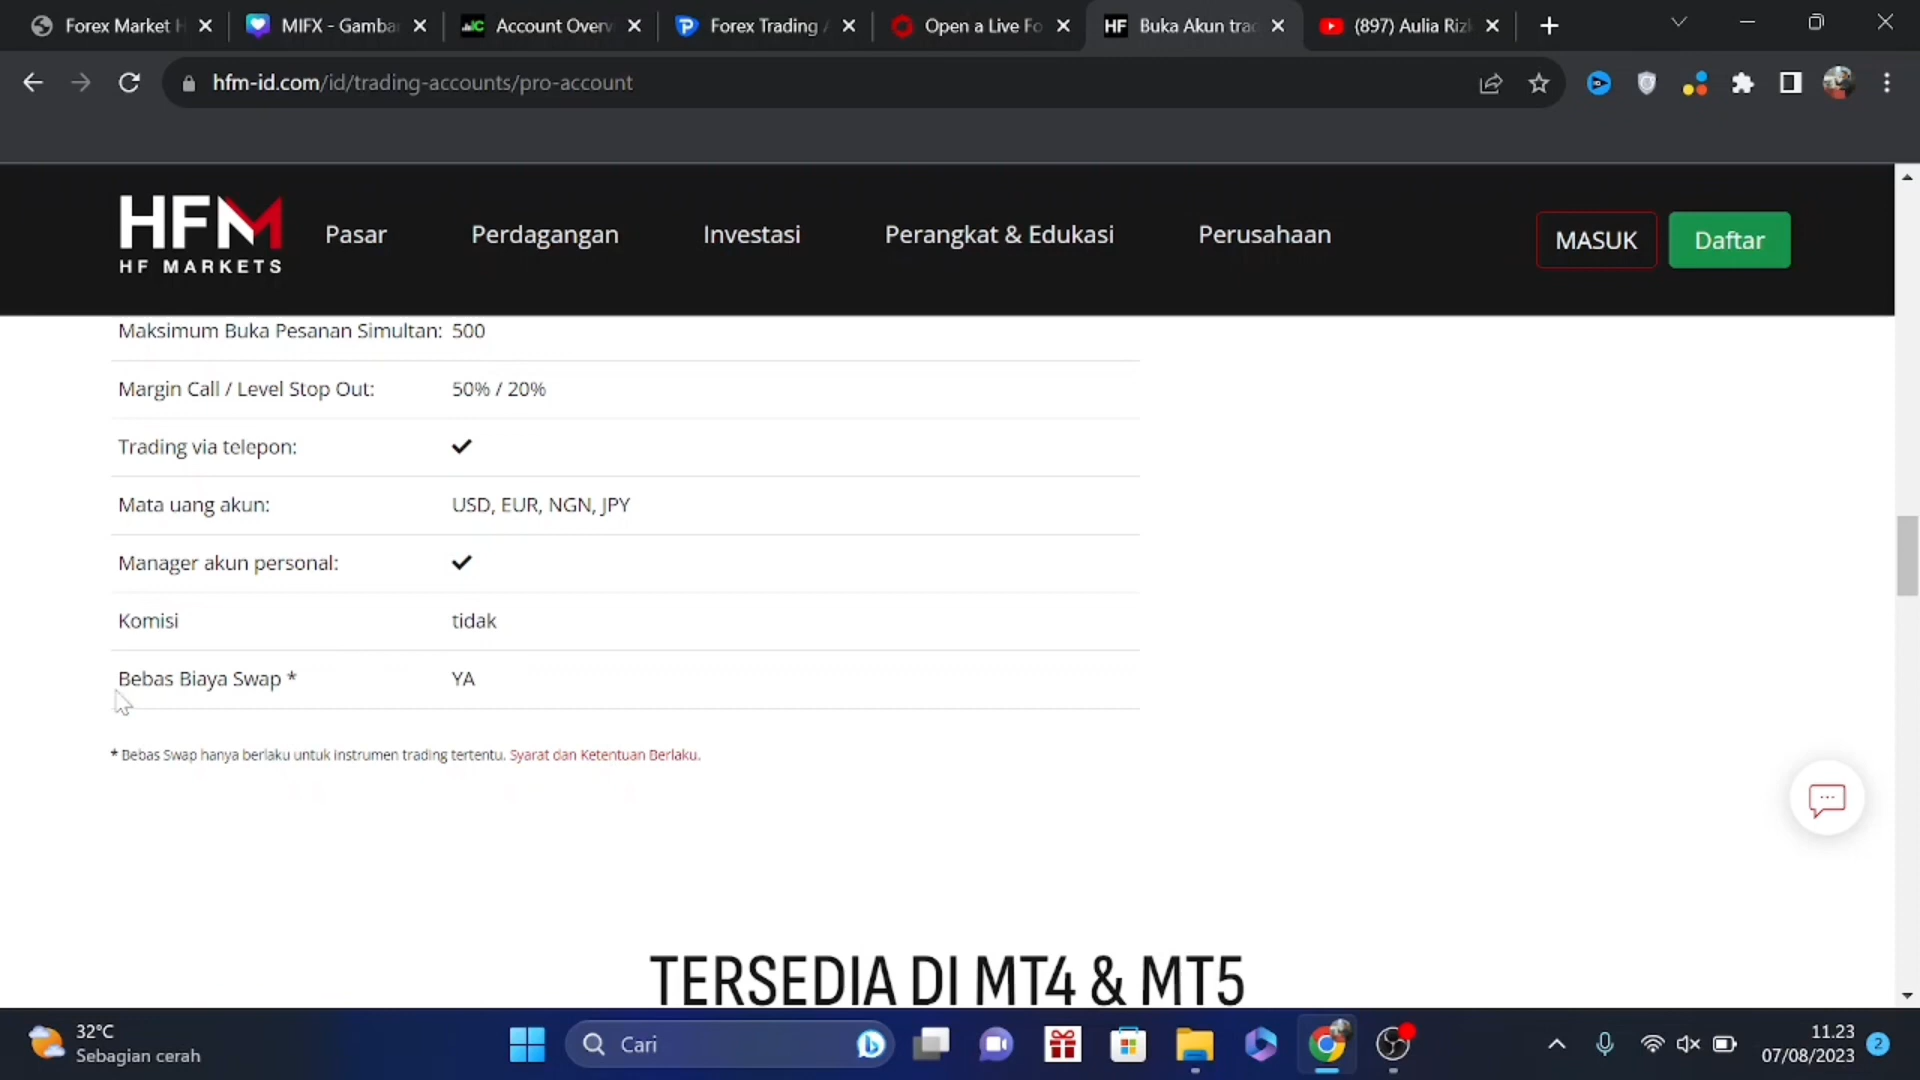 Forex Market H
MIFX - Gamba
Account Overv
Forex Trading /
Open a Live Fo
HF Buka Akun trad
(897) Aulia Rizk
hfm-id.com/id/trading-accounts/pro-account
HFM
HF MARKETS
Pasar
Perdagangan
Investasi
Perangkat & Edukasi
Perusahaan
MASUK
Daftar
Maksimum Buka Pesanan Simultan: 500
Margin Call / Level Stop Out: 50% / 20%
Trading via telepon:
Mata uang akun: USD, EUR, NGN, JPY
Manager akun personal:
Komisi tidak
Bebas Biaya Swap * YA
* Bebas Swap hanya berlaku untuk instrumen trading tertentu. Syarat dan Ketentuan Berlaku.
TERSEDIA DI MT4 & MT5
32°C
Sebagian cerah
Cari
11.23
07/08/2023
2